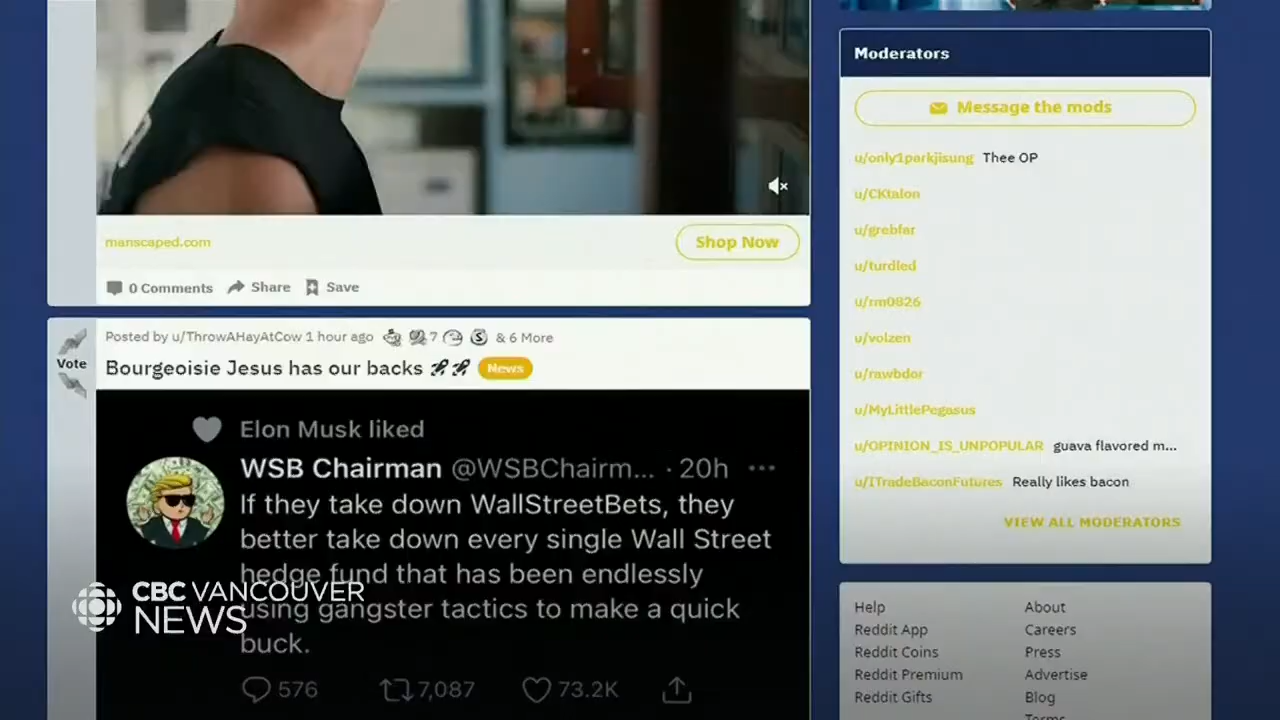 manscaped.com
Shop Now
0 Comments Share Save
Posted by u/ThrowAHayAtCow 1 hour ago 7 & 6 More
Vote
Bourgeoisie Jesus has our backs News
Elon Musk liked
WSB Chairman @WSBChairm... · 20h
If they take down WallStreetBets, they
better take down every single Wall Street
hedge fund that has been endlessly
using gangster tactics to make a quick
buck.
576 7,087 73.2K
CBC VANCOUVER
NEWS
Moderators
Message the mods
u/only1parkjisung Thee OP
u/CKtalon
u/grebfar
u/turdled
u/rm0826
u/volzen
u/rawbdor
u/MyLittlePegasus
u/OPINION_IS_UNPOPULAR guava flavored m...
u/ITradeBaconFutures Really likes bacon
VIEW ALL MODERATORS
Help About
Reddit App Careers
Reddit Coins Press
Reddit Premium Advertise
Reddit Gifts Blog
Terms